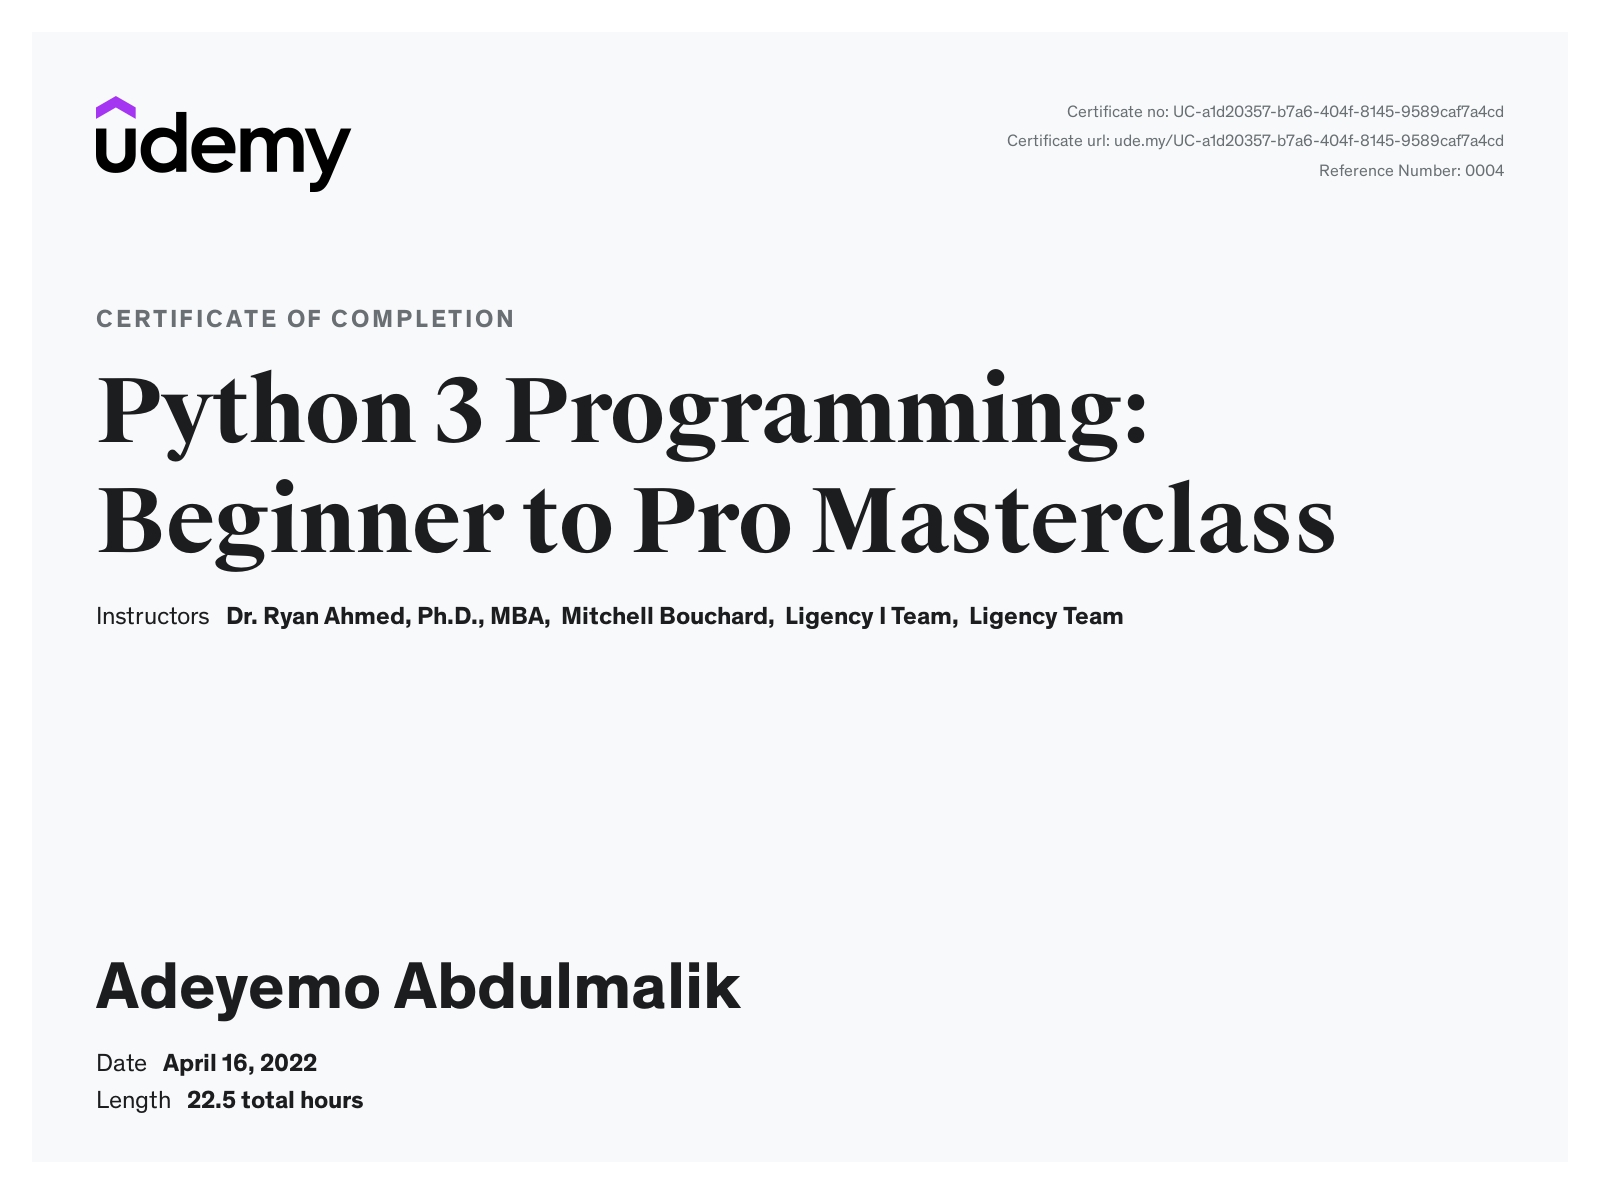 udemy
Certificate no: UC-a1d20357-b7a6-404f-8145-9589caf7a4cd
Certificate url: ude.my/UC-a1d20357-b7a6-404f-8145-9589caf7a4cd
Reference Number: 0004
CERTIFICATE OF COMPLETION
Python 3 Programming:
Beginner to Pro Masterclass
Instructors Dr. Ryan Ahmed, Ph.D., MBA, Mitchell Bouchard, Ligency I Team, Ligency Team
Adeyemo Abdulmalik
Date April 16, 2022
Length 22.5 total hours